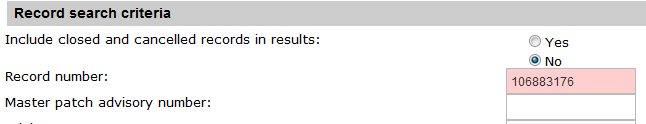 Record search criteria
Include closed and cancelled records in results: Yes
No
Record number: 106883176
Master patch advisory number: